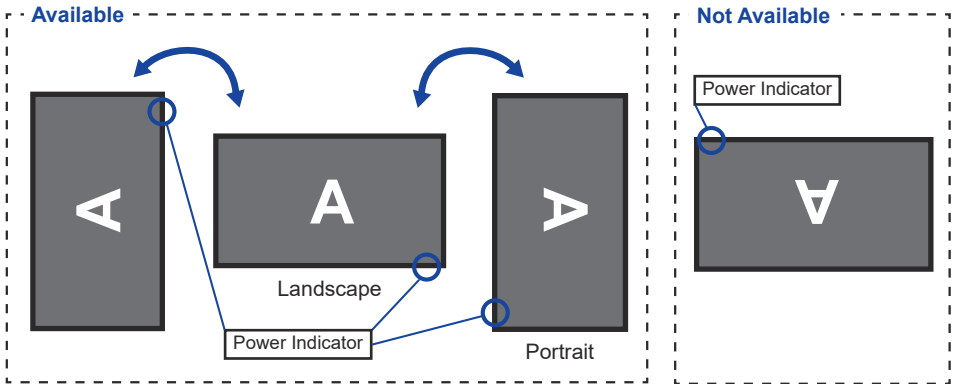 Available
Not Available
Power Indicator
A
A
A
A
Landscape
Power Indicator
Portrait